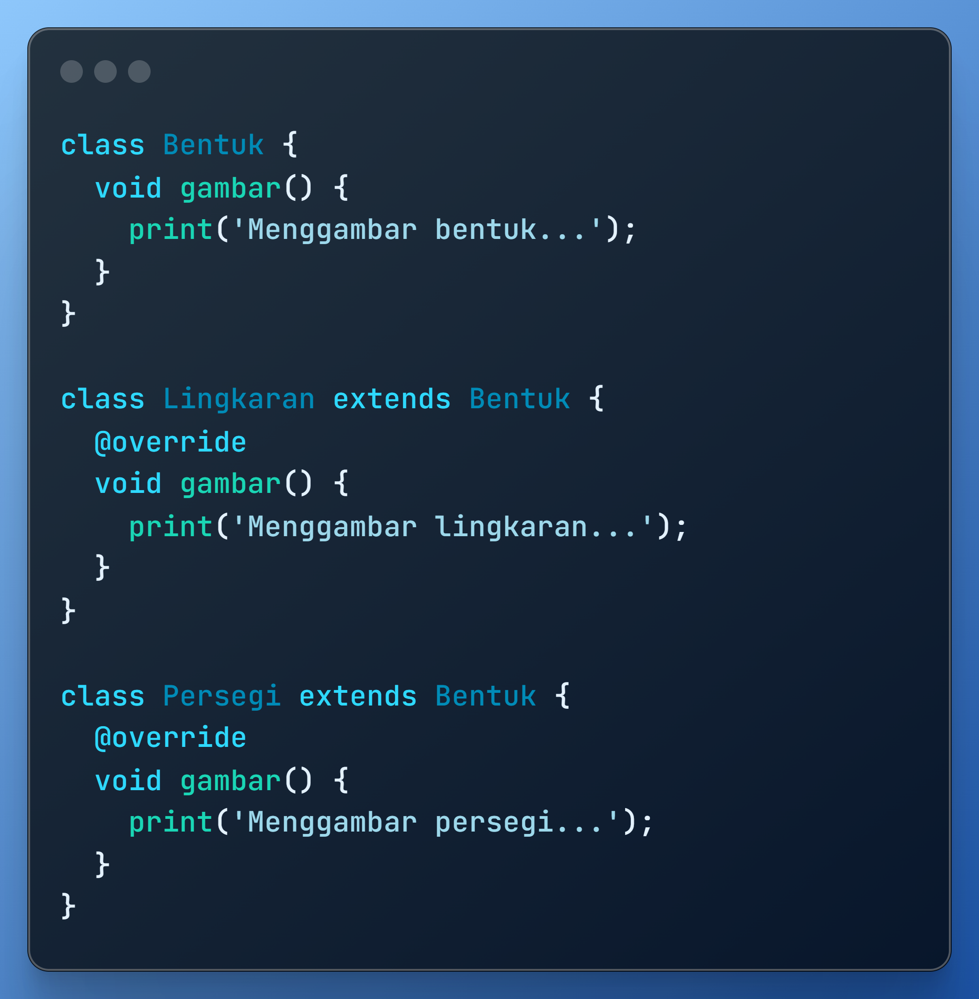 class Bentuk {
  void gambar() {
    print('Menggambar bentuk...');
  }
}

class Lingkaran extends Bentuk {
  @override
  void gambar() {
    print('Menggambar lingkaran...');
  }
}

class Persegi extends Bentuk {
  @override
  void gambar() {
    print('Menggambar persegi...');
  }
}